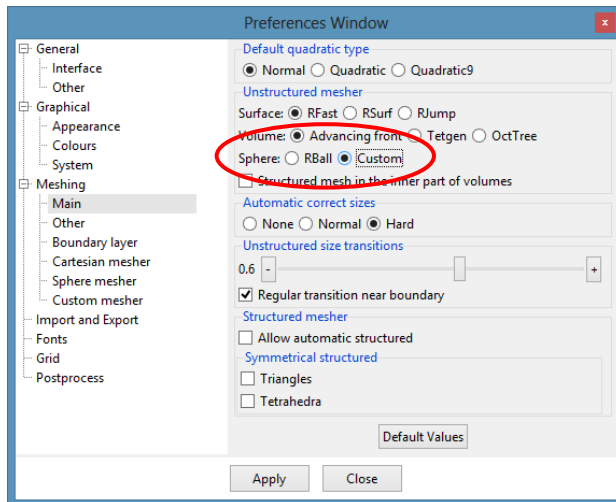 Preferences Window
x
General
Interface
Other
Graphical
Appearance
Colours
System
Meshing
Main
Other
Boundary layer
Cartesian mesher
Sphere mesher
Custom mesher
Import and Export
Fonts
Grid
Postprocess
Default quadratic type
Normal Quadratic Quadratic9
Unstructured mesher
Surface: RFast RSurf RJump
Volume: Advancing front Tetgen OctTree
Sphere: RBall Custom
Structured mesh in the inner part of volumes
Automatic correct sizes
None Normal Hard
Unstructured size transitions
0.6 - +
Regular transition near boundary
Structured mesher
Allow automatic structured
Symmetrical structured
Triangles
Tetrahedra
Default Values
Apply Close